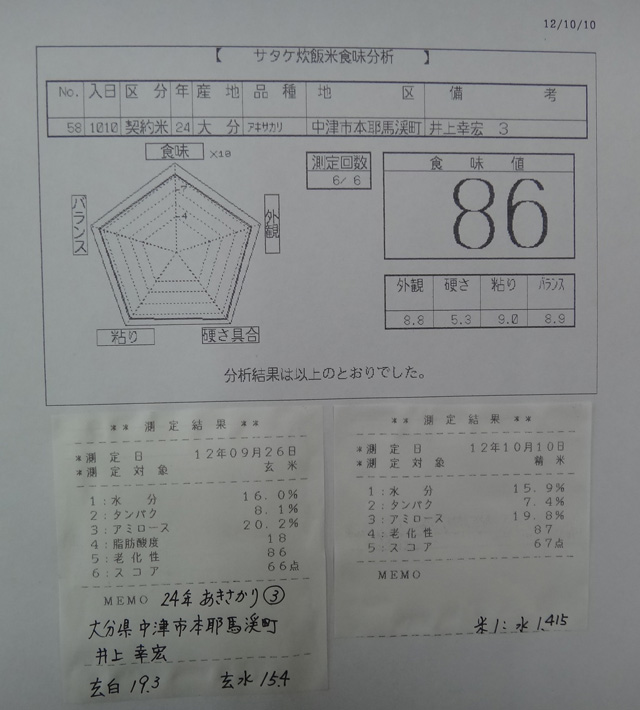 12/10/10
【 サタケ炊飯米食味分析 】
No. 入日 区分 年 産地 品種 地区 備考
58 1010 契約米 24 大分 アキサカリ 中津市本耶馬渓町 井上幸宏 3
食味 ×10
測定回数
6/ 6
食味値
86
バランス
外観
粘り
硬さ具合
外観 硬さ 粘り バランス
8.8 5.3 9.0 8.9
分析結果は以上のとおりでした。
** 測定結果 **
*測定日 12年09月26日
*測定対象 玄米
1:水分 16.0%
2:タンパク 8.1%
3:アミロース 20.2%
4:脂肪酸度 18
5:老化性 86
6:スコア 66点
MEMO 24年 あきさかり③
大分県中津市本耶馬渓町
井上幸宏
玄白 19.3 玄水 15.4
** 測定結果 **
*測定日 12年10月10日
*測定対象 精米
1:水分 15.9%
2:タンパク 7.4%
3:アミロース 19.8%
4:老化性 87
5:スコア 67点
MEMO
米1:水1.415